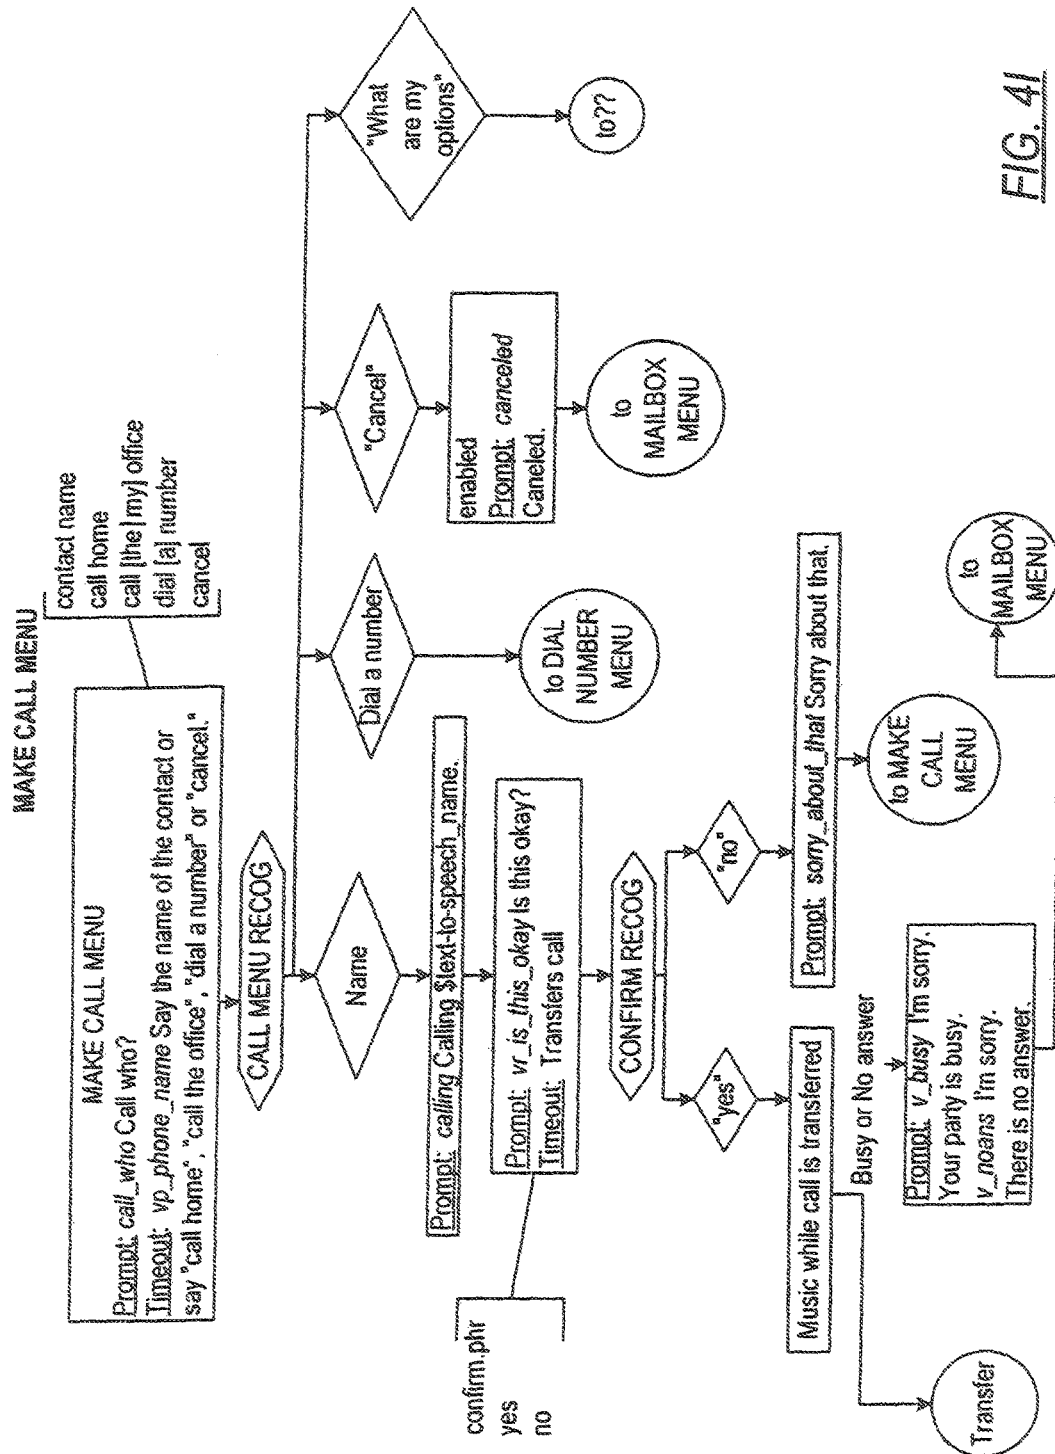 MAKE CALL MENU
MAKE CALL MENU
Prompt: call_who Call who?
Timeout: vp_phone_name Say the name of the contact or
say "call home", "call the office", "dial a number" or "cancel."
contact name
call home
call [the|my] office
dial [a] number
cancel
CALL MENU RECOG
Name
Dial a number
"Cancel"
"What
are my
options"
Prompt: calling Calling $text-to-speech_name.
to DIAL
NUMBER
MENU
enabled
Prompt: canceled
Canceled.
to??
to
MAILBOX
MENU
confirm.phr
yes
no
Prompt: vr_is_this_okay Is this okay?
Timeout: Transfers call
CONFIRM RECOG
"yes"
"no"
Music while call is transferred
Prompt: sorry_about_that Sorry about that.
Busy or No answer
to MAKE
CALL
MENU
Transfer
Prompt: v_busy I'm sorry.
Your party is busy.
v_noans I'm sorry.
There is no answer.
to
MAILBOX
MENU
FIG. 4I